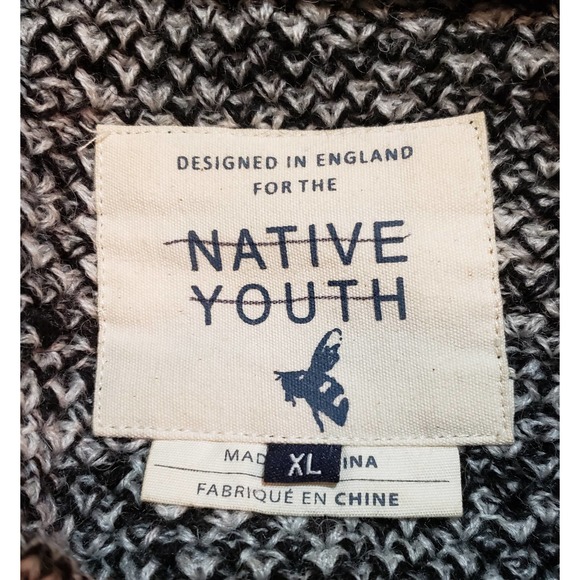 DESIGNED IN ENGLAND
FOR THE
NATIVE
YOUTH
XL
MAD INA
FABRIQUÉ EN CHINE